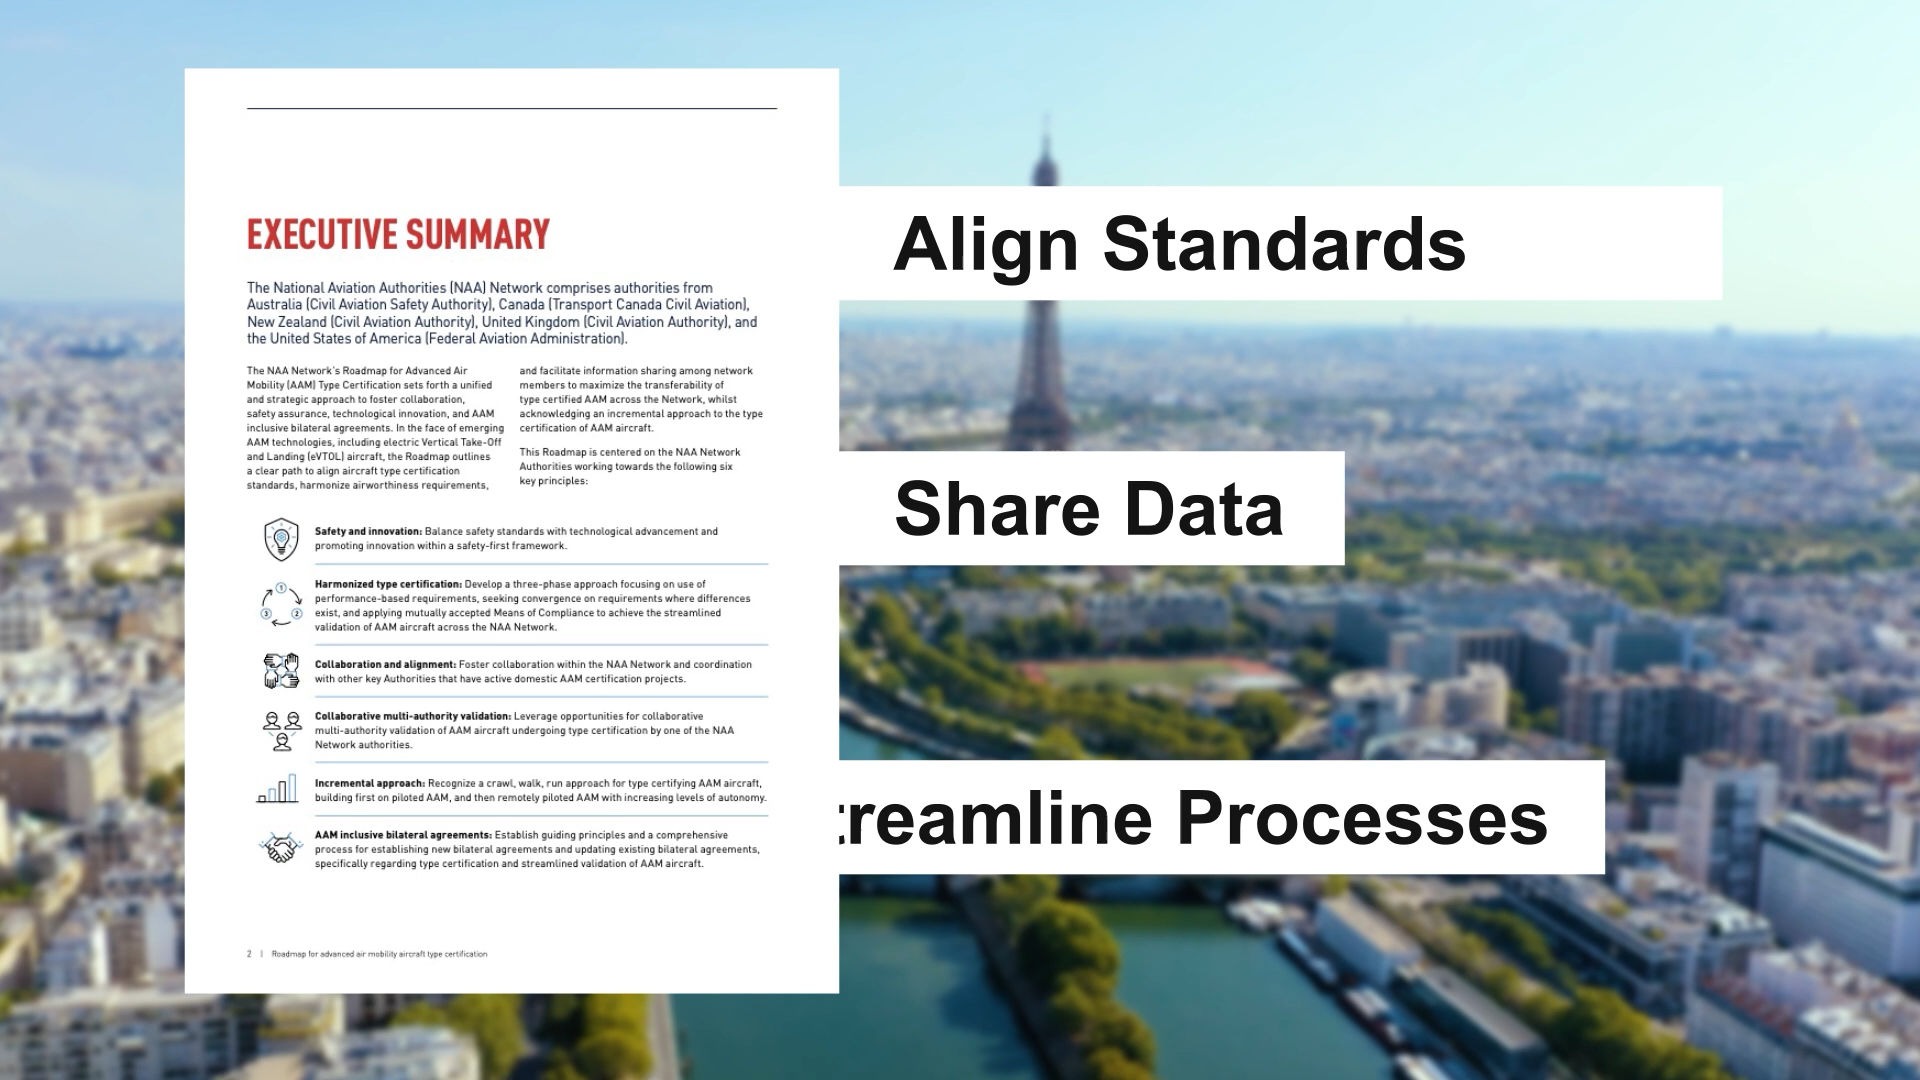 EXECUTIVE SUMMARY
The National Aviation Authorities (NAA) Network comprises authorities from
Australia (Civil Aviation Safety Authority), Canada (Transport Canada Civil Aviation),
New Zealand (Civil Aviation Authority), United Kingdom (Civil Aviation Authority), and
the United States of America (Federal Aviation Administration).
The NAA Network's Roadmap for Advanced Air
Mobility (AAM) Type Certification sets forth a unified
and strategic approach to foster collaboration,
safety assurance, technological innovation, and AAM
inclusive bilateral agreements. In the face of emerging
AAM technologies, including electric Vertical Take-Off
and Landing (eVTOL) aircraft, the Roadmap outlines
a clear path to align aircraft type certification
standards, harmonize airworthiness requirements,
and facilitate information sharing among network
members to maximize the transferability of
type certified AAM across the Network, whilst
acknowledging an incremental approach to the type
certification of AAM aircraft.
This Roadmap is centered on the NAA Network
Authorities working towards the following six
key principles:
Safety and innovation: Balance safety standards with technological advancement and
promoting innovation within a safety-first framework.
1
3 2
Harmonized type certification: Develop a three-phase approach focusing on use of
performance-based requirements, seeking convergence on requirements where differences
exist, and applying mutually accepted Means of Compliance to achieve the streamlined
validation of AAM aircraft across the NAA Network.
Collaboration and alignment: Foster collaboration within the NAA Network and coordination
with other key Authorities that have active domestic AAM certification projects.
Collaborative multi-authority validation: Leverage opportunities for collaborative
multi-authority validation of AAM aircraft undergoing type certification by one of the NAA
Network authorities.
Incremental approach: Recognize a crawl, walk, run approach for type certifying AAM aircraft,
building first on piloted AAM, and then remotely piloted AAM with increasing levels of autonomy.
AAM inclusive bilateral agreements: Establish guiding principles and a comprehensive
process for establishing new bilateral agreements and updating existing bilateral agreements,
specifically regarding type certification and streamlined validation of AAM aircraft.
2 | Roadmap for advanced air mobility aircraft type certification
Align Standards
Share Data
treamline Processes